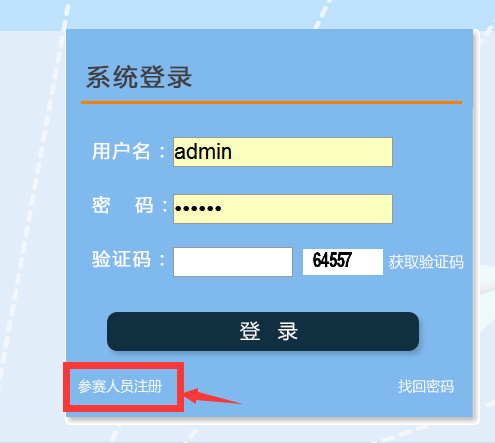 系统登录
用户名： admin
密 码： ••••••
验证码： 64557 获取验证码
登 录
参赛人员注册 找回密码